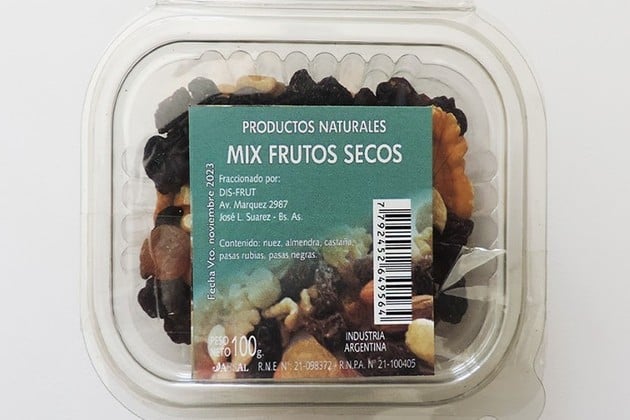 PRODUCTOS NATURALES
MIX FRUTOS SECOS
Fraccionado por:
DIS-FRUT
Av. Marquez 2987
José L. Suarez - Bs. As.
Contenido: nuez, almendra, castaña,
pasas rubias, pasas negras.
Fecha Vto. noviembre 2023
7792452649564
PESO
NETO 100g.
INDUSTRIA
ARGENTINA
R.N.E. N°: 21-098372 / R.N.PA. N° 21-100405